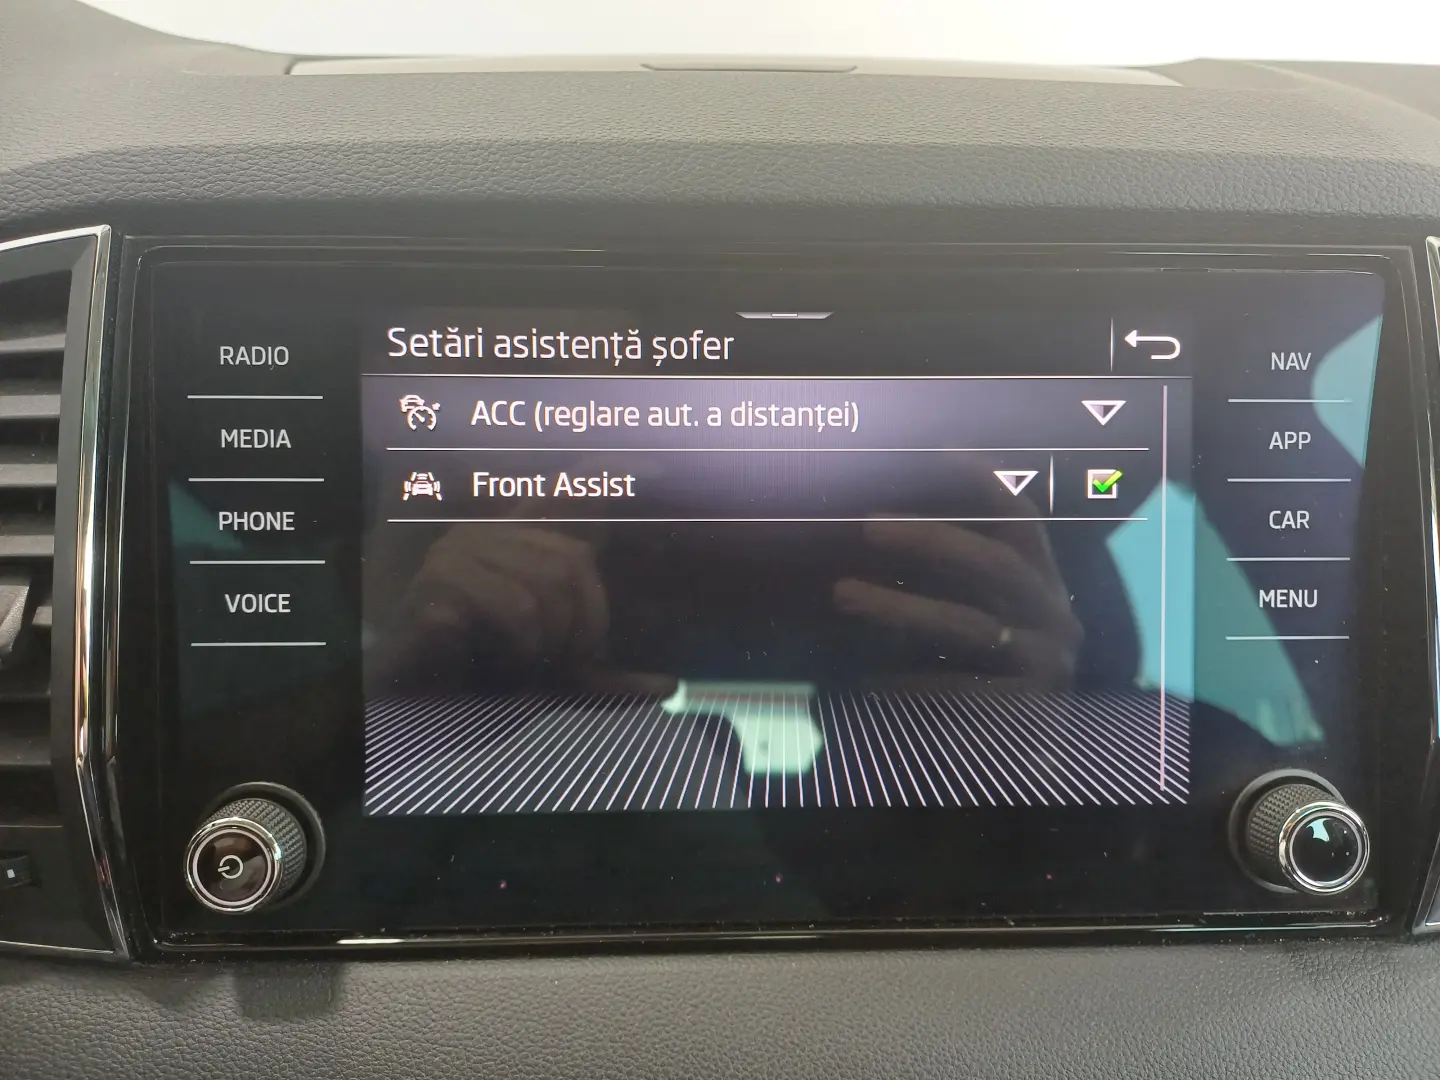 RADIO
MEDIA
PHONE
VOICE
Setări asistență șofer
ACC (reglare aut. a distanței)
Front Assist
NAV
APP
CAR
MENU